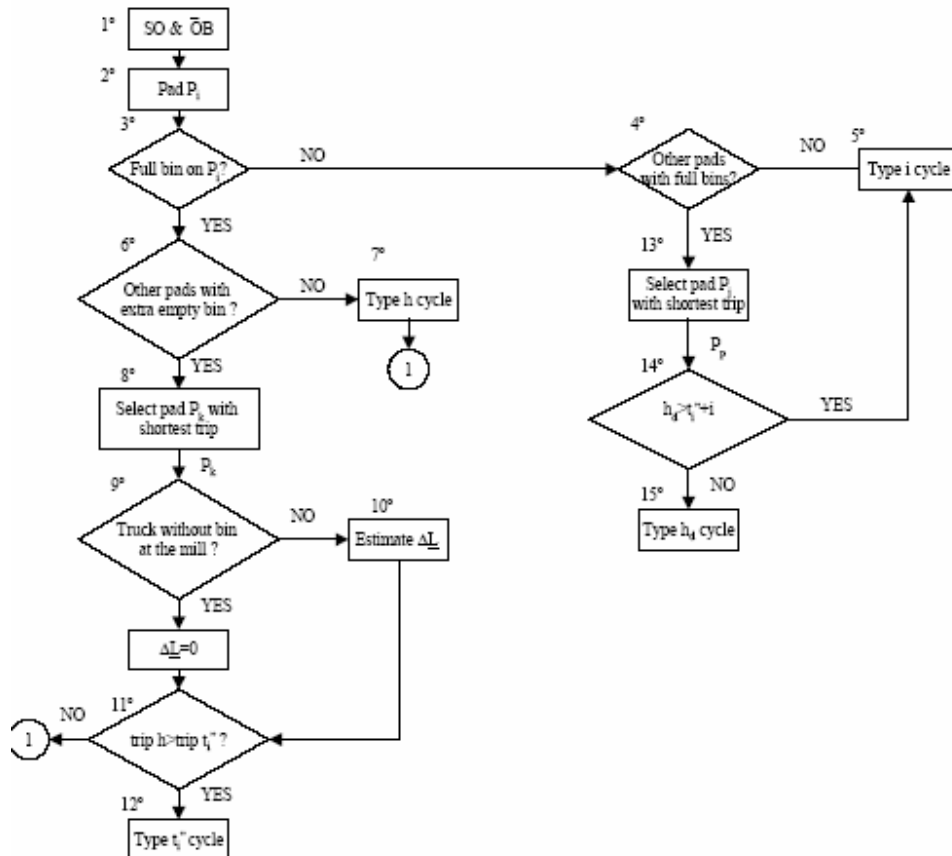 1°
SO & O̅B
2°
Pad Pᵢ
3°
Full bin on Pᵢ?
NO
4°
Other pads
with full bins?
NO
5°
Type i cycle
YES
6°
Other pads with
extra empty bin ?
NO
7°
Type h cycle
1
YES
13°
Select pad Pⱼ
with shortest trip
Pₚ
14°
h_d>tᵢ"+i
YES
NO
15°
Type h_d cycle
YES
8°
Select pad Pₖ with
shortest trip
Pₖ
9°
Truck without bin
at the mill ?
NO
10°
Estimate ΔL
YES
ΔL=0
11°
trip h>trip tᵢ" ?
NO
1
YES
12°
Type tᵢ" cycle